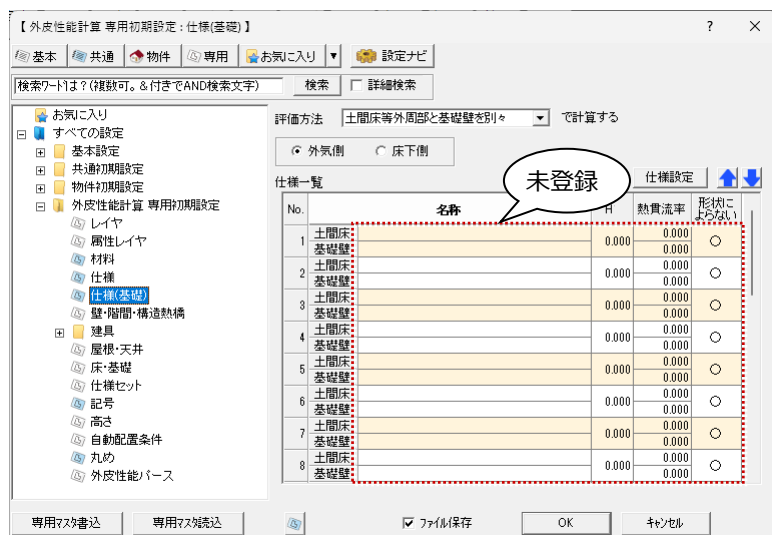 【 外皮性能計算 専用初期設定 : 仕様(基礎) 】 ? ×
基本 共通 物件 専用 お気に入り ▼ 設定ナビ
検索ワードは？(複数可。＆付きでAND検索文字) 検索 詳細検索
お気に入り
すべての設定
基本設定
共通初期設定
物件初期設定
外皮性能計算 専用初期設定
レイヤ
属性レイヤ
材料
仕様
仕様(基礎)
壁・階間・構造熱橋
建具
屋根・天井
床・基礎
仕様セット
記号
高さ
自動配置条件
丸め
外皮性能パース
評価方法 土間床等外周部と基礎壁を別々 で計算する
外気側 床下側
仕様一覧 未登録 仕様設定
No. 名称 H 熱貫流率 形状によらない
1 土間床 0.000 0.000 ○
基礎壁 0.000
2 土間床 0.000 0.000 ○
基礎壁 0.000
3 土間床 0.000 0.000 ○
基礎壁 0.000
4 土間床 0.000 0.000 ○
基礎壁 0.000
5 土間床 0.000 0.000 ○
基礎壁 0.000
6 土間床 0.000 0.000 ○
基礎壁 0.000
7 土間床 0.000 0.000 ○
基礎壁 0.000
8 土間床 0.000 0.000 ○
基礎壁 0.000
専用マスタ書込 専用マスタ読込 ファイル保存 OK キャンセル